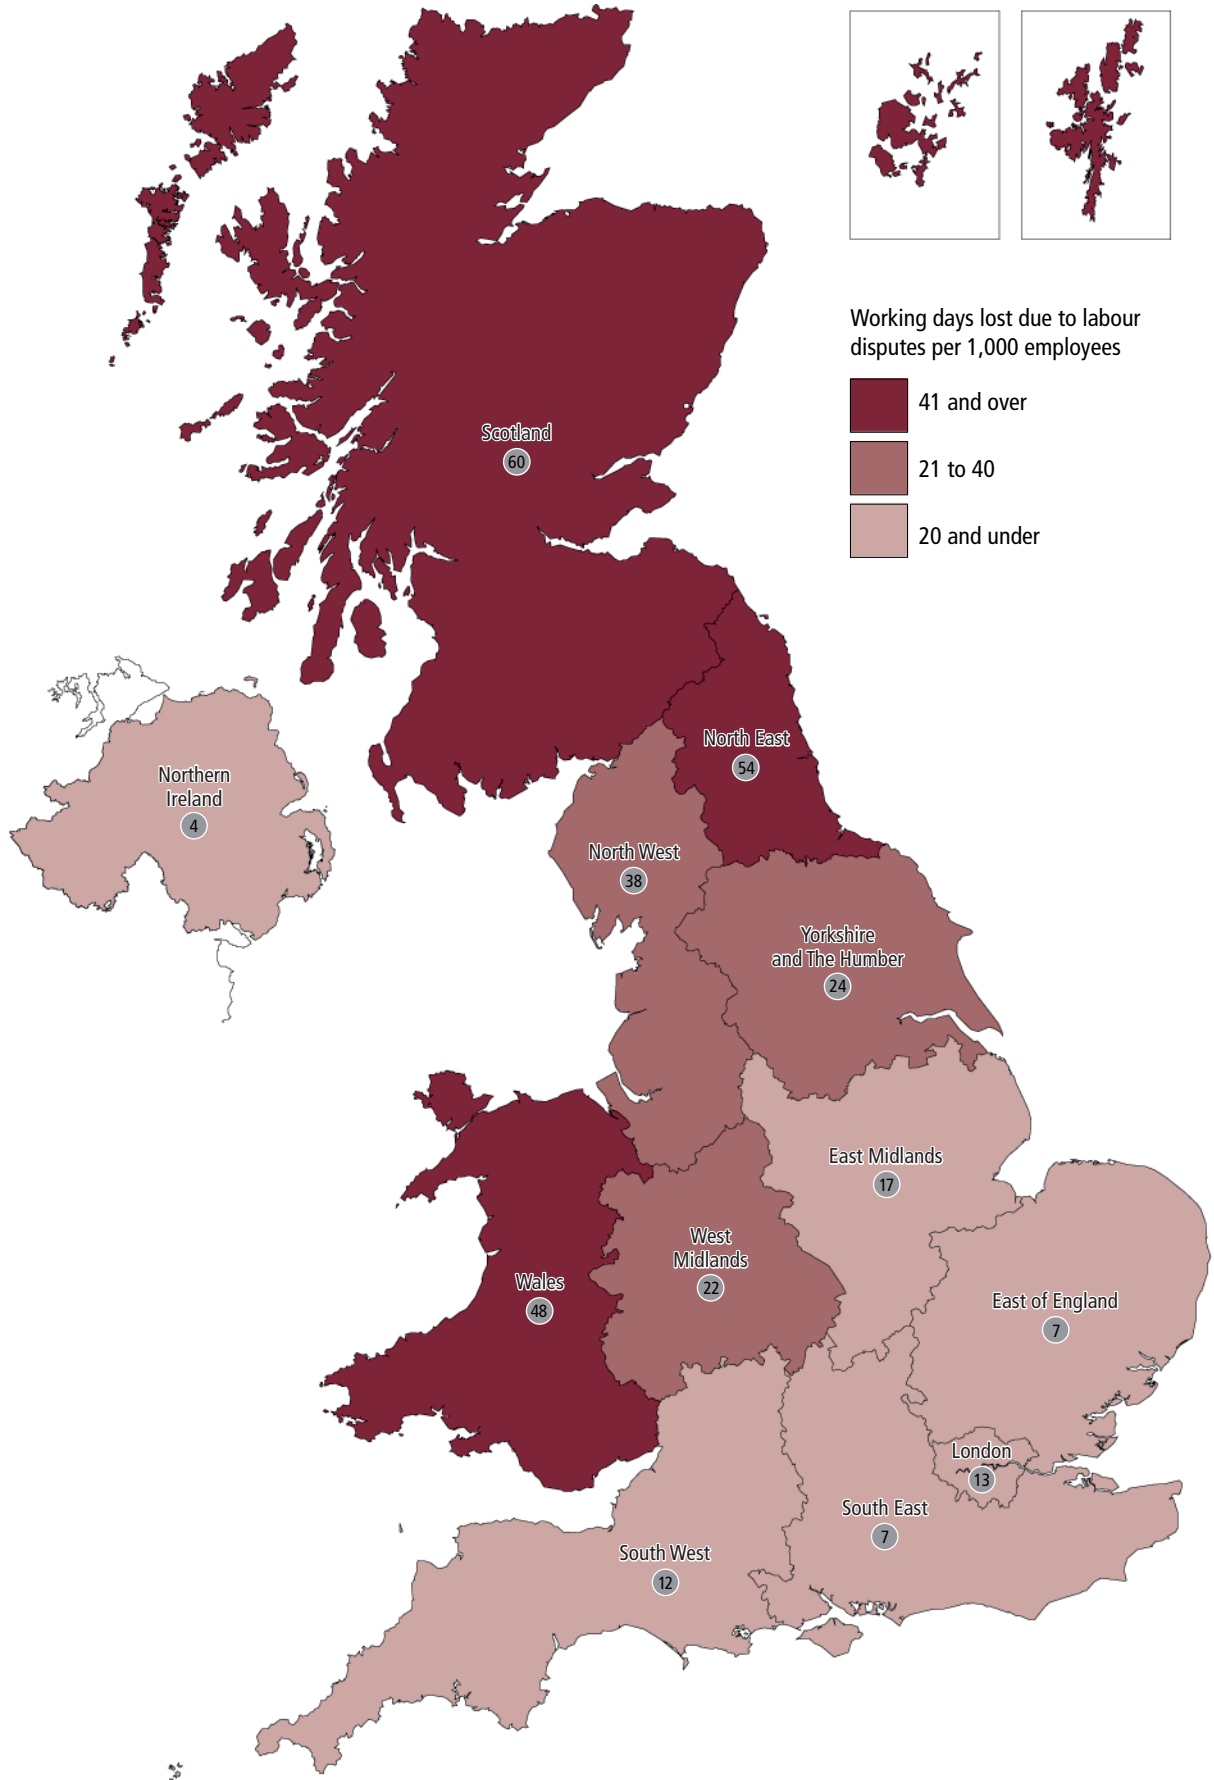 Working days lost due to labour
disputes per 1,000 employees
41 and over
21 to 40
20 and under
Scotland
60
North East
54
Northern
Ireland
4
North West
38
Yorkshire
and The Humber
24
East Midlands
17
West
Midlands
22
Wales
48
East of England
7
London
13
South East
7
South West
12